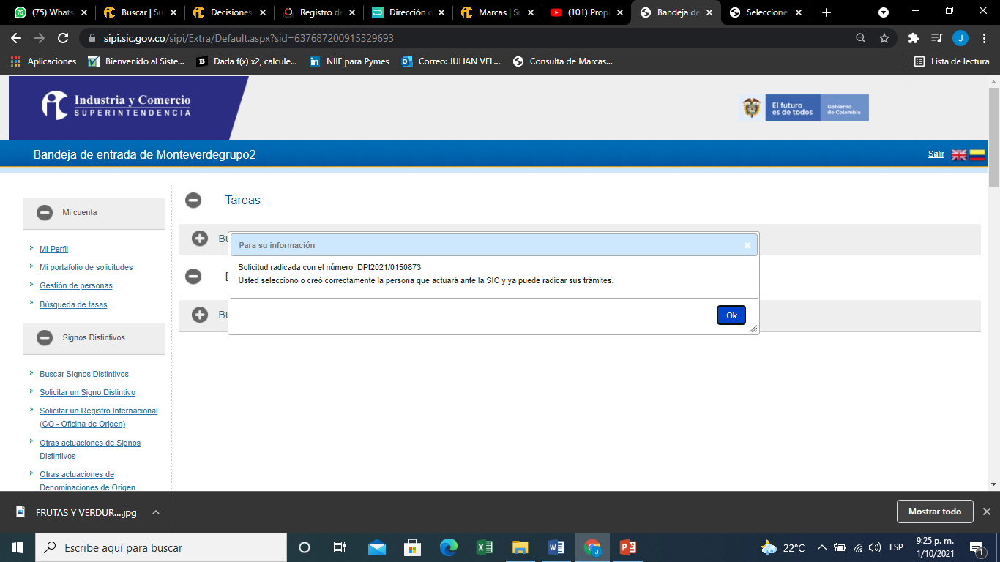 (75) Whats
Buscar | Su
Decisiones
Registro de
Dirección d
Marcas | Su
(101) Propi
Bandeja de
Seleccione
sipi.sic.gov.co/sipi/Extra/Default.aspx?sid=637687200915329693
J
Aplicaciones
Bienvenido al Siste...
Dada f(x) x2, calcule...
NIIF para Pymes
Correo: JULIAN VEL...
Consulta de Marcas...
Lista de lectura
Industria y Comercio
SUPERINTENDENCIA
El futuro
es de todos
Gobierno
de Colombia
Bandeja de entrada de Monteverdegrupo2
Salir
Mi cuenta
Mi Perfil
Mi portafolio de solicitudes
Gestión de personas
Búsqueda de tasas
Signos Distintivos
Buscar Signos Distintivos
Solicitar un Signo Distintivo
Solicitar un Registro Internacional
(CO - Oficina de Origen)
Otras actuaciones de Signos
Distintivos
Otras actuaciones de
Denominaciones de Origen
Tareas
Bu
Para su información
Solicitud radicada con el número: DPI2021/0150873
Usted seleccionó o creó correctamente la persona que actuará ante la SIC y ya puede radicar sus trámites.
Ok
Bu
FRUTAS Y VERDUR....jpg
Mostrar todo
Escribe aquí para buscar
22°C
ESP
9:25 p. m.
1/10/2021
1